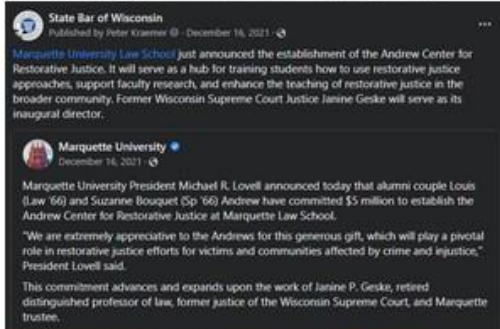 State Bar of Wisconsin
Published by Peter Kraemer · December 16, 2021 ·
Marquette University Law School just announced the establishment of the Andrew Center for
Restorative Justice. It will serve as a hub for training students how to use restorative justice
approaches, support faculty research, and enhance the teaching of restorative justice in the
broader community. Former Wisconsin Supreme Court Justice Janine Geske will serve as its
inaugural director.
Marquette University
December 16, 2021 ·
Marquette University President Michael R. Lovell announced today that alumni couple Louis
(Law '66) and Suzanne Bouquet (Sp '66) Andrew have committed $5 million to establish the
Andrew Center for Restorative Justice at Marquette Law School.
"We are extremely appreciative to the Andrews for this generous gift, which will play a pivotal
role in restorative justice efforts for victims and communities affected by crime and injustice,"
President Lovell said.
This commitment advances and expands upon the work of Janine P. Geske, retired
distinguished professor of law, former justice of the Wisconsin Supreme Court, and Marquette
trustee.